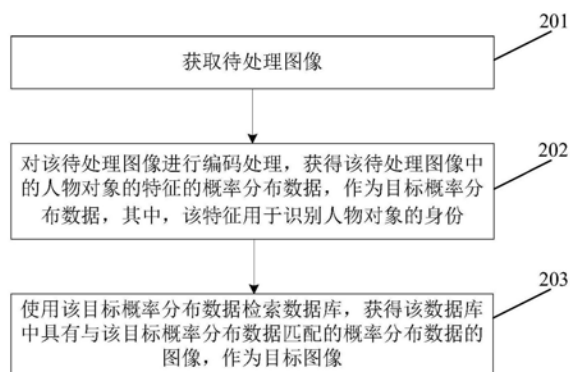 201
获取待处理图像
202
对该待处理图像进行编码处理，获得该待处理图像中
的人物对象的特征的概率分布数据，作为目标概率分
布数据，其中，该特征用于识别人物对象的身份
203
使用该目标概率分布数据检索数据库，获得该数据库
中具有与该目标概率分布数据匹配的概率分布数据的
图像，作为目标图像